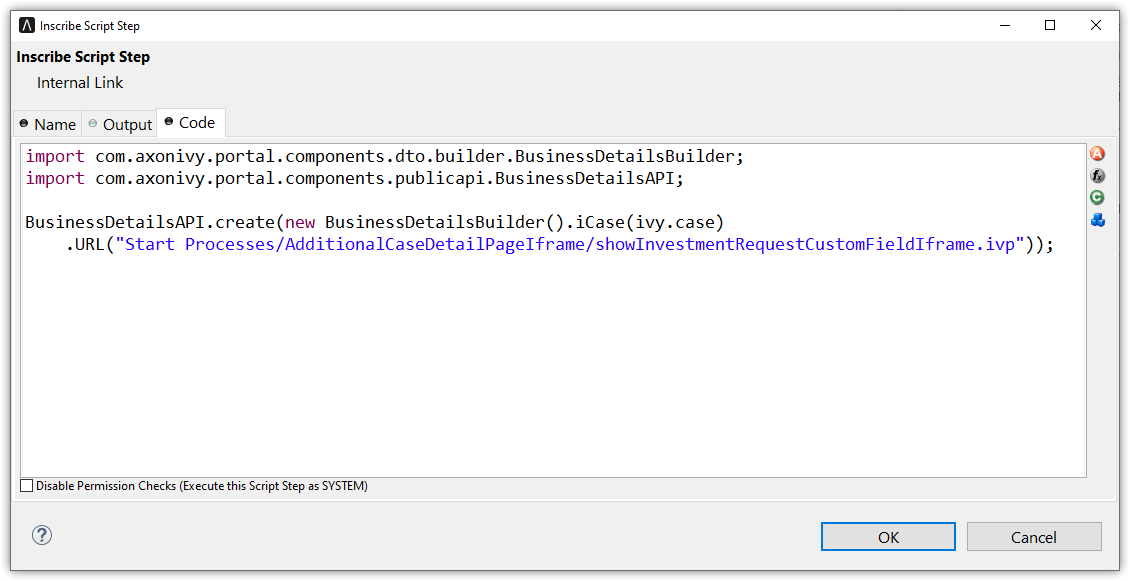 Inscribe Script Step
Inscribe Script Step
Internal Link
Name Output Code
import com.axonivy.portal.components.dto.builder.BusinessDetailsBuilder;
import com.axonivy.portal.components.publicapi.BusinessDetailsAPI;
BusinessDetailsAPI.create(new BusinessDetailsBuilder().iCase(ivy.case)
.URL("Start Processes/AdditionalCaseDetailPageIframe/showInvestmentRequestCustomFieldIframe.ivp"));
Disable Permission Checks (Execute this Script Step as SYSTEM)
OK Cancel